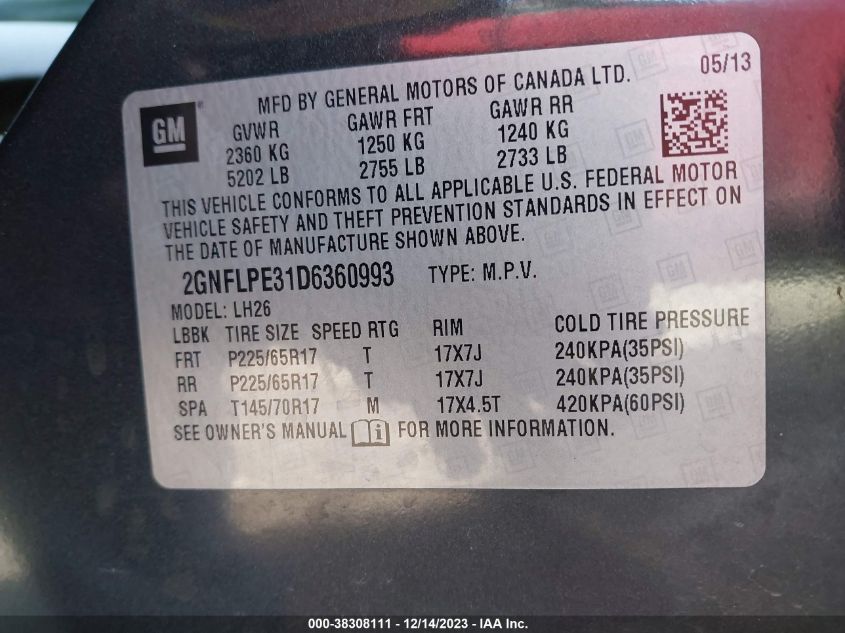 05/13
GM MFD BY GENERAL MOTORS OF CANADA LTD.
GVWR GAWR FRT GAWR RR
2360 KG 1250 KG 1240 KG
5202 LB 2755 LB 2733 LB
THIS VEHICLE CONFORMS TO ALL APPLICABLE U.S. FEDERAL MOTOR
VEHICLE SAFETY AND THEFT PREVENTION STANDARDS IN EFFECT ON
THE DATE OF MANUFACTURE SHOWN ABOVE.
2GNFLPE31D6360993 TYPE: M.P.V.
MODEL: LH26
LBBK TIRE SIZE SPEED RTG RIM COLD TIRE PRESSURE
FRT P225/65R17 T 17X7J 240KPA(35PSI)
RR P225/65R17 T 17X7J 240KPA(35PSI)
SPA T145/70R17 M 17X4.5T 420KPA(60PSI)
SEE OWNER'S MANUAL FOR MORE INFORMATION.
000-38308111 - 12/14/2023 - IAA Inc.